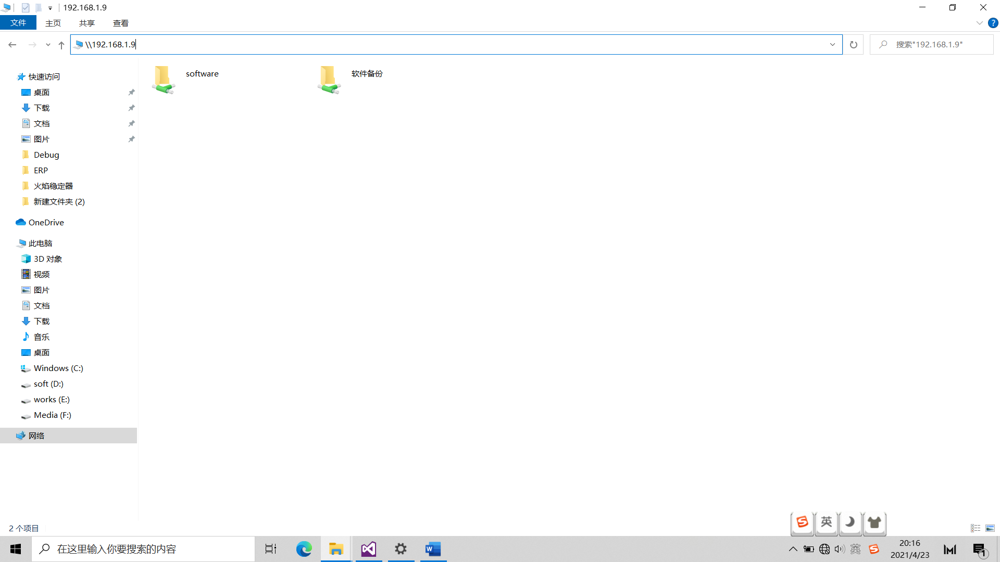 192.168.1.9
文件 主页 共享 查看
\\192.168.1.9
搜索"192.168.1.9"
快速访问
桌面
下载
文档
图片
Debug
ERP
火焰稳定器
新建文件夹 (2)
OneDrive
此电脑
3D 对象
视频
图片
文档
下载
音乐
桌面
Windows (C:)
soft (D:)
works (E:)
Media (F:)
网络
software
软件备份
2 个项目
英
在这里输入你要搜索的内容
英
20:16
2021/4/23
1